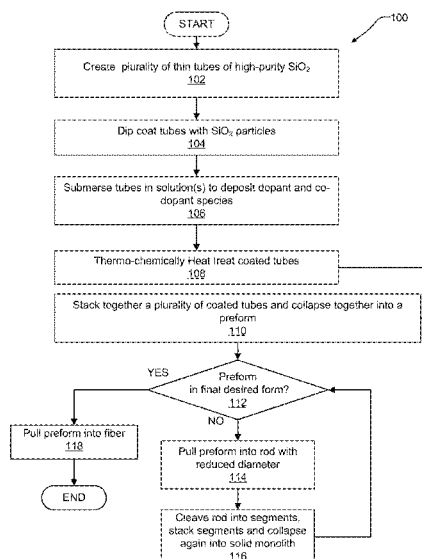 START
100
Create plurality of thin tubes of high-purity SiO₂
102
Dip coat tubes with SiO₂ particles
104
Submerse tubes in solution(s) to deposit dopant and co-
dopant species
106
Thermo-chemically Heat treat coated tubes
108
Stack together a plurality of coated tubes and collapse together into a
preform
110
YES
Preform
in final desired form?
112
NO
Pull preform into fiber
118
Pull preform into rod with
reduced diameter
114
END
Cleave rod into segments,
stack segments and collapse
again into solid monolith
116